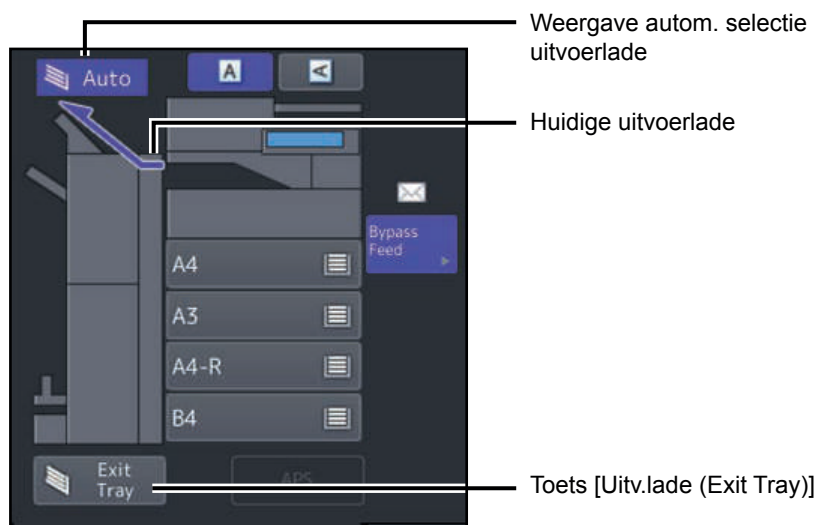 Weergave autom. selectie
uitvoerlade
Auto
A
A
Huidige uitvoerlade
Bypass
Feed
A4
A3
A4-R
B4
Exit
Tray
APS
Toets [Uitv.lade (Exit Tray)]